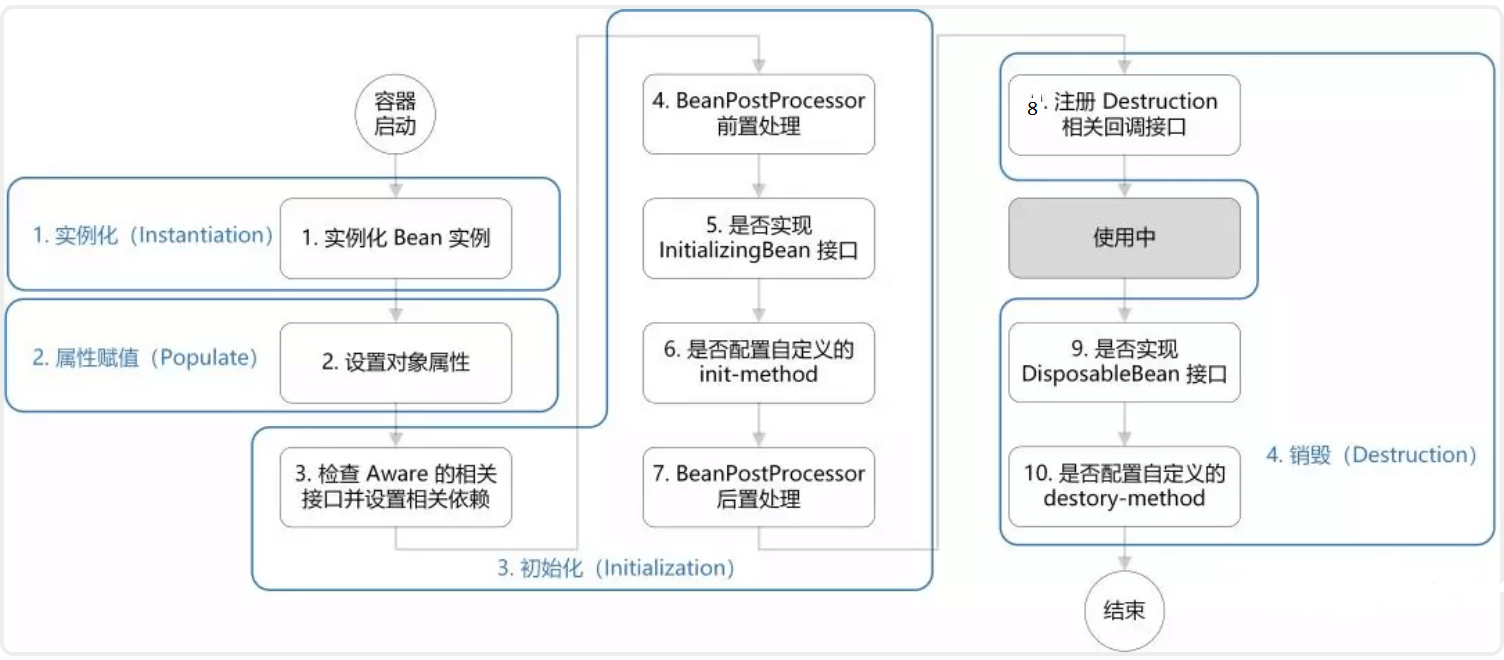 容器
启动
1. 实例化（Instantiation）
1. 实例化 Bean 实例
2. 属性赋值（Populate）
2. 设置对象属性
3. 检查 Aware 的相关
接口并设置相关依赖
3. 初始化（Initialization）
4. BeanPostProcessor
前置处理
5. 是否实现
InitializingBean 接口
6. 是否配置自定义的
init-method
7. BeanPostProcessor
后置处理
8. 注册 Destruction
相关回调接口
使用中
9. 是否实现
DisposableBean 接口
10. 是否配置自定义的
destory-method
4. 销毁（Destruction）
结束